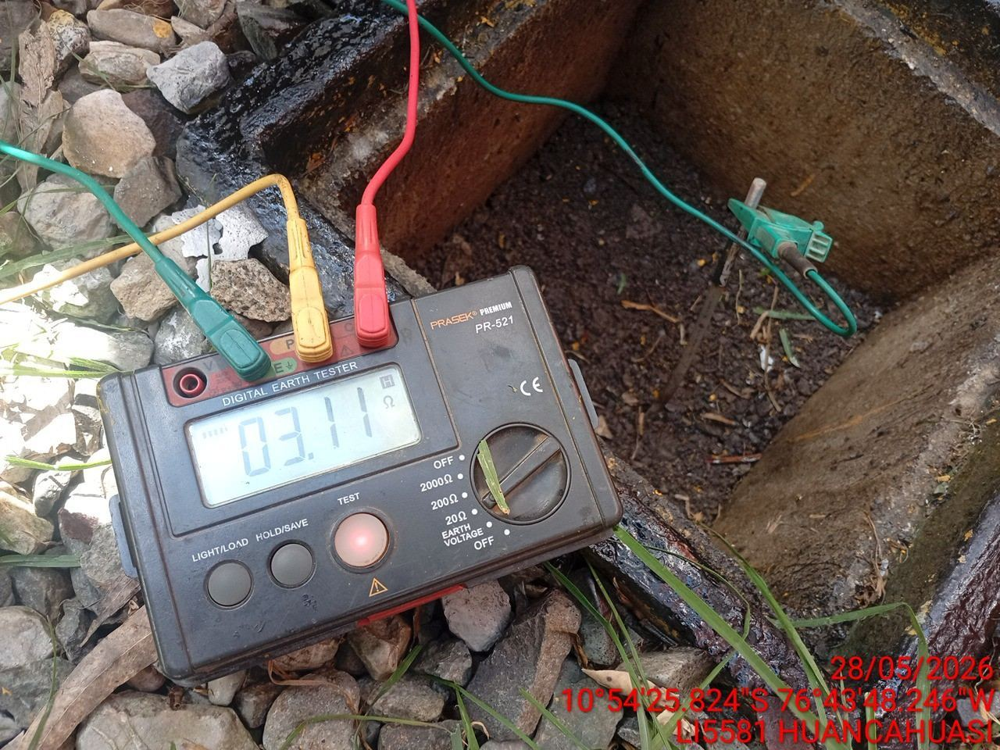 PRASEK® PREMIUM
PR-521
CE
P
E
DIGITAL EARTH TESTER
H
03.11 Ω
OFF
2000Ω
200Ω
20Ω
EARTH
VOLTAGE
OFF
TEST
LIGHT/LOAD HOLD/SAVE
28/05/2026
10°54'25.824"S 76°43'48.246"W
LI5581 HUANCAHUASI